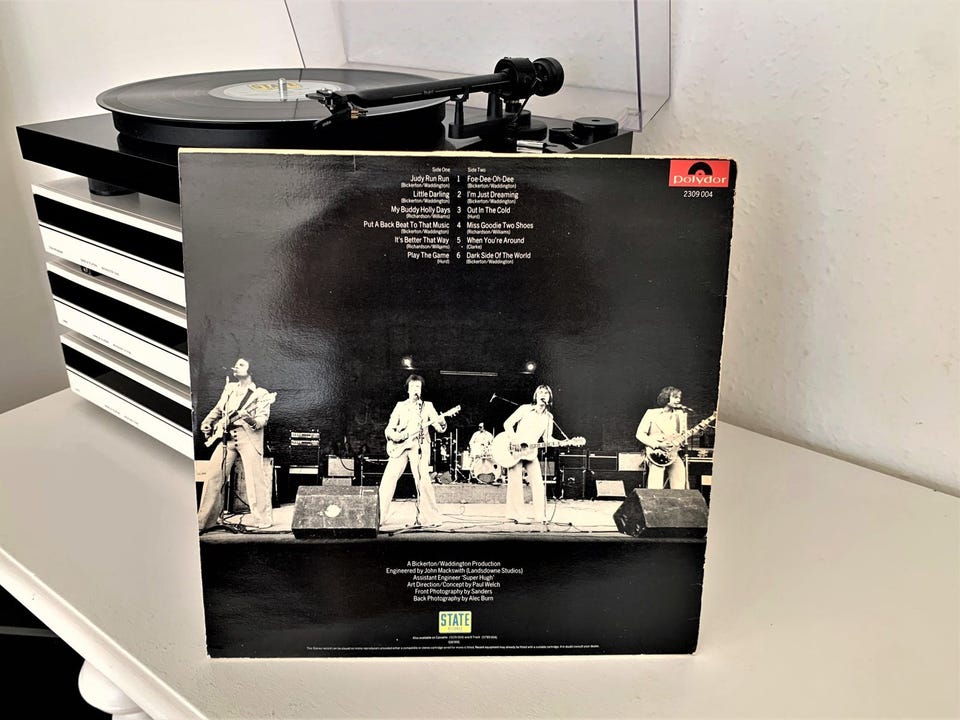 Side One
Judy Run Run
(Bickerton/Waddington)
Little Darling
(Bickerton/Waddington)
My Buddy Holly Days
(Richardson/Williams)
Put A Back Beat To That Music
(Bickerton/Waddington)
It's Better That Way
(Richardson/Williams)
Play The Game
(Hurd)
1
2
3
4
5
6
Side Two
Foe-Dee-Oh-Dee
(Bickerton/Waddington)
I'm Just Dreaming
(Bickerton/Waddington)
Out In The Cold
(Hurd)
Miss Goodie Two Shoes
(Richardson/Williams)
When You're Around
(Clarke)
Dark Side Of The World
(Bickerton/Waddington)
polydor
2309 004
A Bickerton/Waddington Production
Engineered by John Mackswith (Landsdowne Studios)
Assistant Engineer 'Super Hugh'
Art Direction/Concept by Paul Welch
Front Photography by Sanders
Back Photography by Alec Burn
STATE